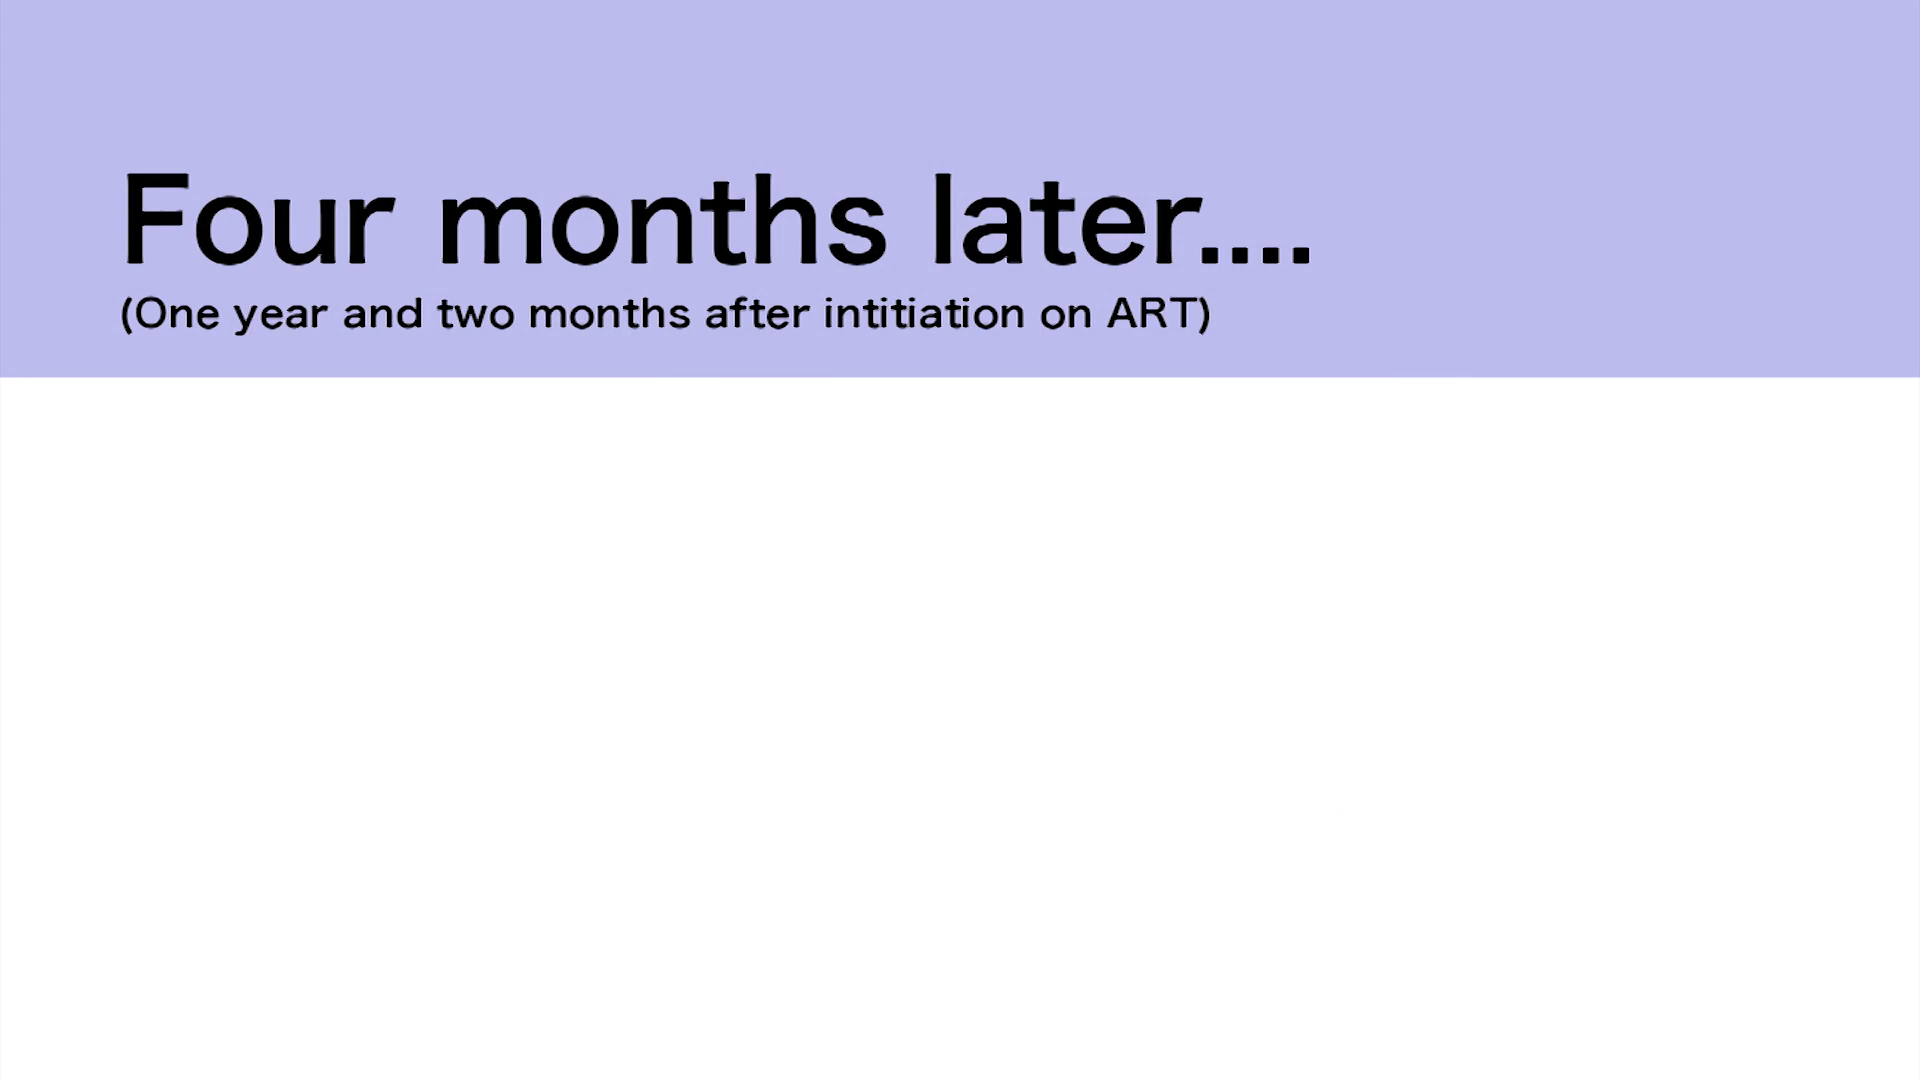 Four months later....
(One year and two months after intitiation on ART)